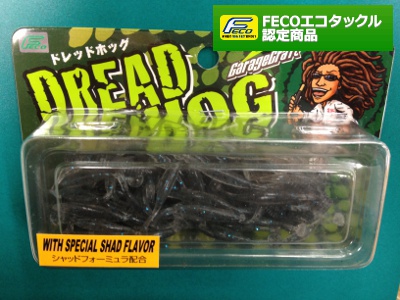 FECO
FECOエコタックル
認定商品
FECO
ドレッドホッグ
DREAD
HOG
GarageCraft
WITH SPECIAL SHAD FLAVOR
シャッドフォーミュラ配合